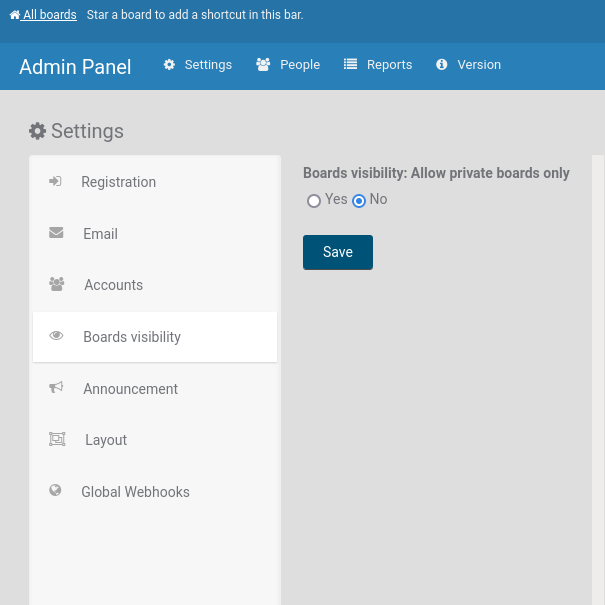 All boards Star a board to add a shortcut in this bar.
Admin Panel Settings People Reports Version
Settings
Registration
Email
Accounts
Boards visibility
Announcement
Layout
Global Webhooks
Boards visibility: Allow private boards only
Yes No
Save